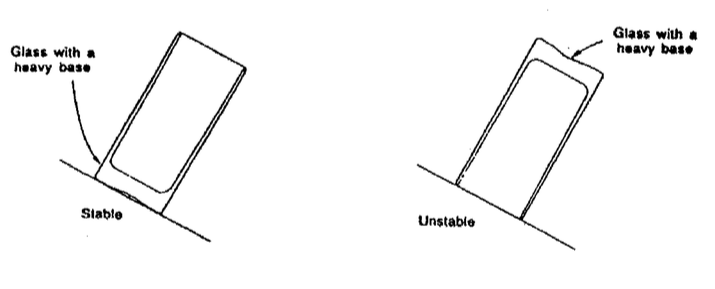 Glass with a
heavy base
Stable
Glass with a
heavy base
Unstable